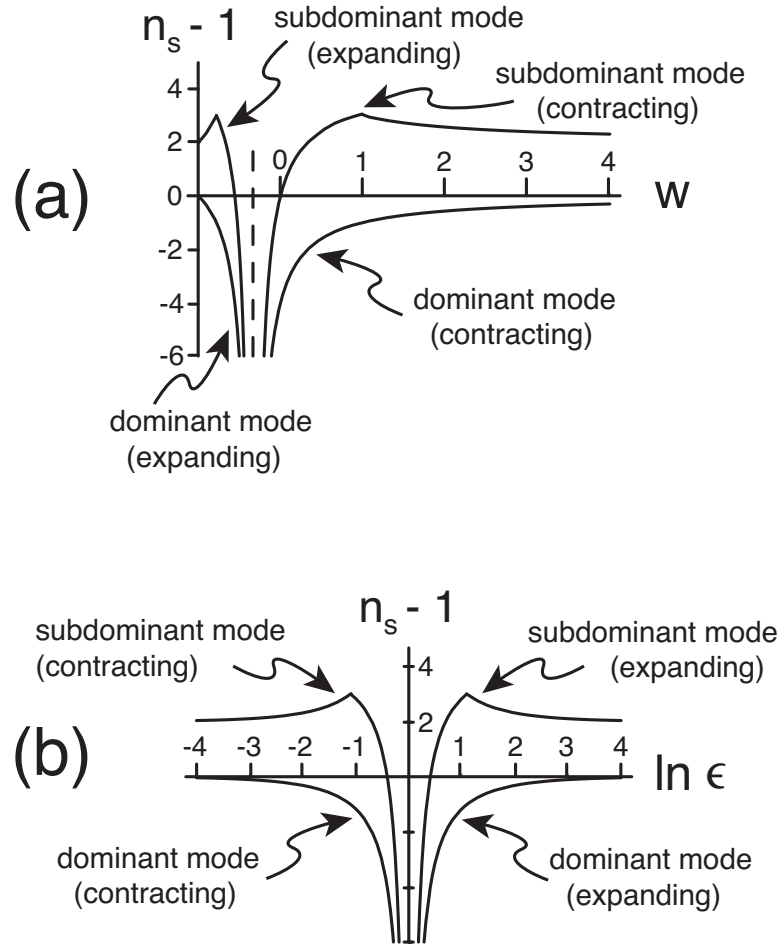 n_s - 1
subdominant mode
(expanding)
subdominant mode
(contracting)
4
2
0
-2
-4
-6
0 1 2 3 4
w
(a)
dominant mode
(contracting)
dominant mode
(expanding)
n_s - 1
subdominant mode
(contracting)
subdominant mode
(expanding)
4
2
-4 -3 -2 -1 1 2 3 4
ln ϵ
(b)
dominant mode
(contracting)
dominant mode
(expanding)